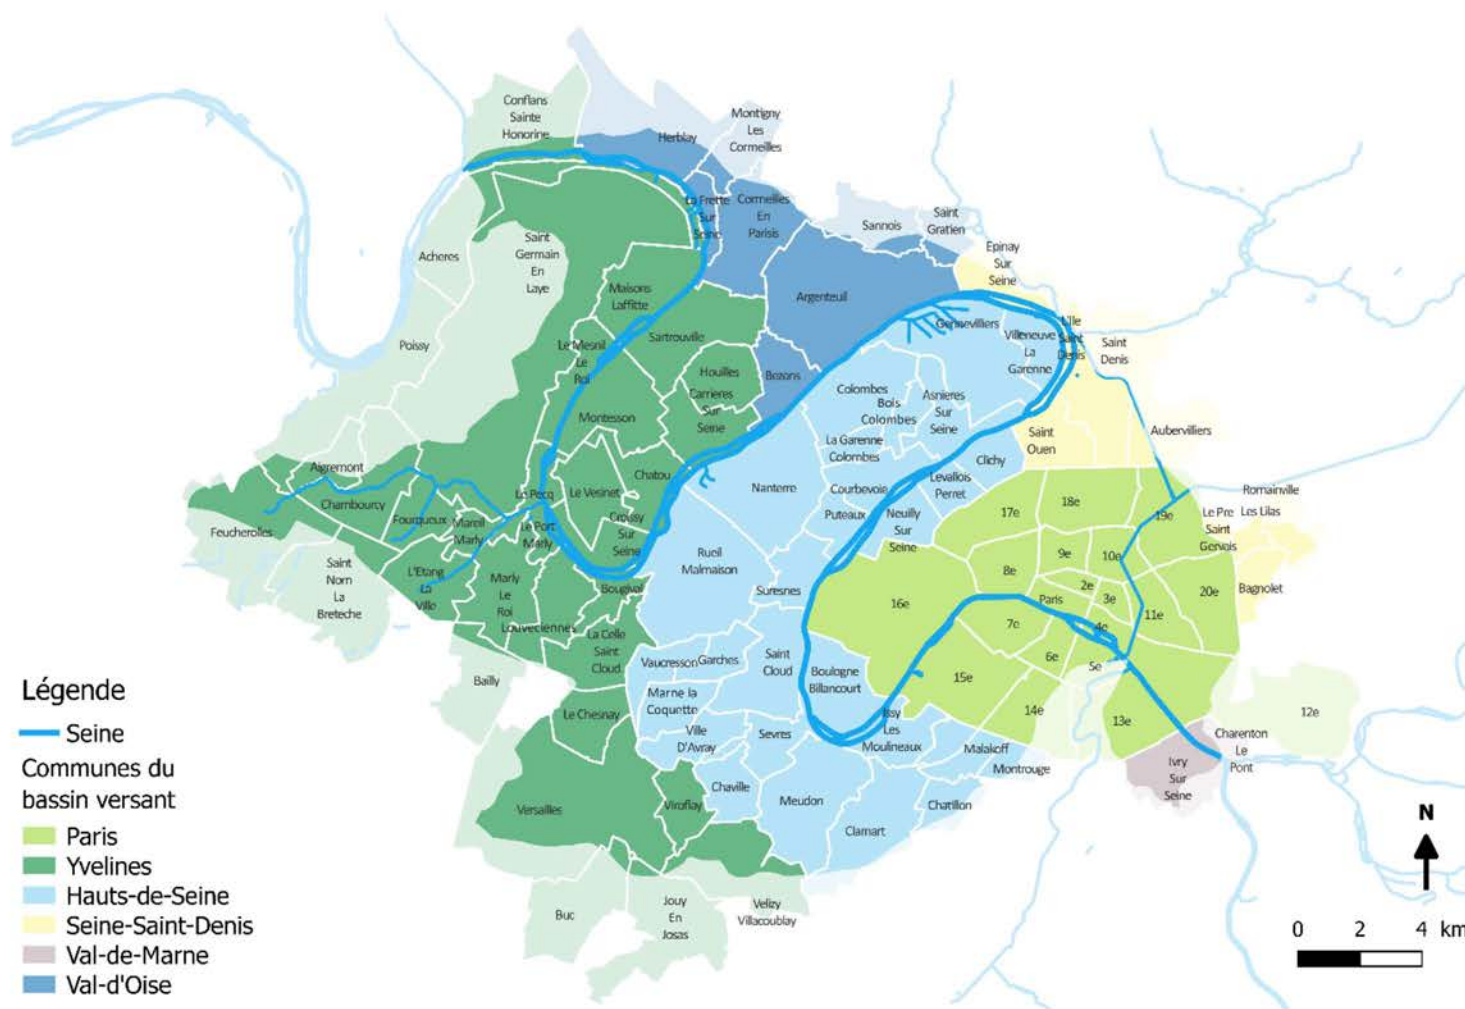 Conflans
Sainte
Honorine
Herblay
Montigny
Les
Cormeilles
La Frette
Sur
Seine
Cormeilles
En
Parisis
Sannois
Saint
Gratien
Epinay
Sur
Seine
Acheres
Saint
Germain
En
Laye
Maisons
Laffitte
Argenteuil
Gennevilliers
Villeneuve
La
Garenne
L'Ile
Saint
Denis
Saint
Denis
Poissy
Le Mesnil
Le
Roi
Sartrouville
Houilles
Carrieres
Sur
Seine
Bezons
Colombes
Bois
Colombes
Asnieres
Sur
Seine
Montesson
La Garenne
Colombes
Saint
Ouen
Aubervilliers
Aigremont
Chambourcy
Fourqueux
Mareil
Marly
Le Pecq
Le Vesinet
Chatou
Croissy
Sur
Seine
Nanterre
Courbevoie
Puteaux
Neuilly
Sur
Seine
Levallois
Perret
Clichy
17e
18e
19e
Romainville
Le Pre
Saint
Gervais
Les Lilas
Feucherolles
Saint
Nom
La
Breteche
L'Etang
La
Ville
Le Port
Marly
Marly
Le
Roi
Louveciennes
Bougival
La Celle
Saint
Cloud
Rueil
Malmaison
Suresnes
16e
8e
9e
10e
2e
3e
Paris
4e
11e
20e
Bagnolet
7e
6e
5e
15e
14e
13e
12e
Bailly
Vaucresson
Garches
Saint
Cloud
Boulogne
Billancourt
Marne la
Coquette
Le Chesnay
Ville
D'Avray
Sevres
Issy
Les
Moulineaux
Malakoff
Montrouge
Charenton
Le
Pont
Ivry
Sur
Seine
Versailles
Viroflay
Chaville
Meudon
Chatillon
Clamart
Buc
Jouy
En
Josas
Velizy
Villacoublay
Légende
Seine
Communes du
bassin versant
Paris
Yvelines
Hauts-de-Seine
Seine-Saint-Denis
Val-de-Marne
Val-d'Oise
N
0 2 4 km